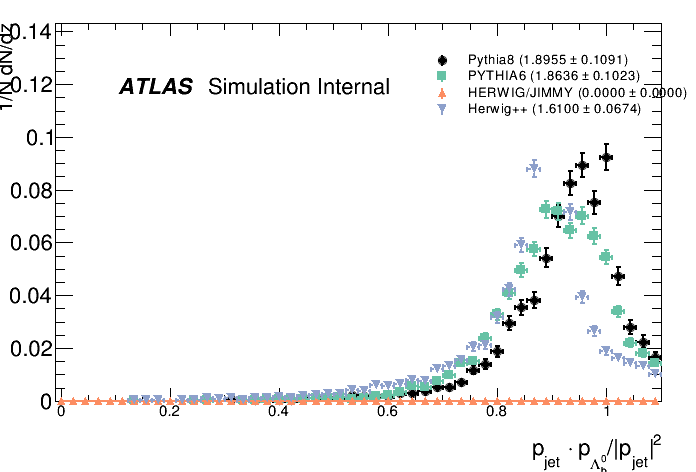 1/N dN/dz
0.14
0.12
0.1
0.08
0.06
0.04
0.02
0
ATLAS Simulation Internal
Pythia8 (1.8955 ± 0.1091)
PYTHIA6 (1.8636 ± 0.1023)
HERWIG/JIMMY (0.0000 ± 0.0000)
Herwig++ (1.6100 ± 0.0674)
0 0.2 0.4 0.6 0.8 1
p_jet · p_Λ_b^0/|p_jet|^2